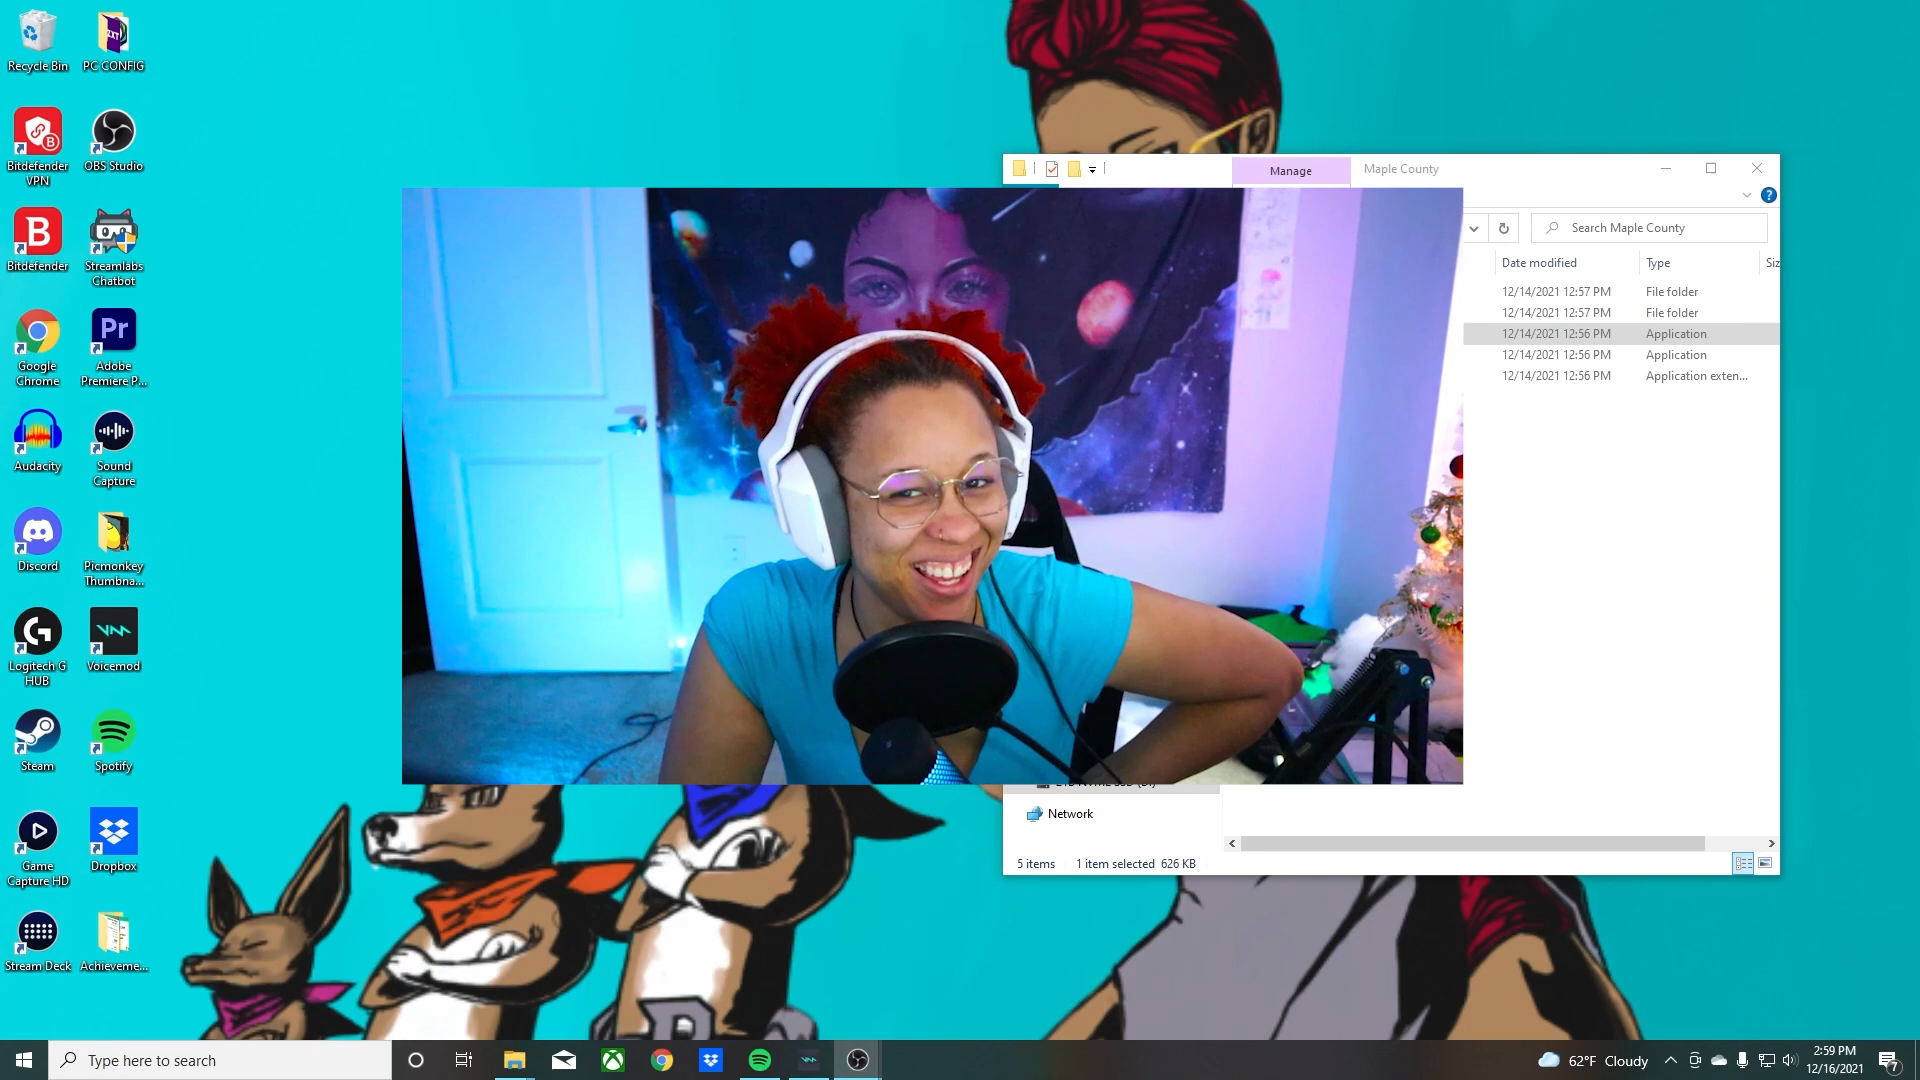 Recycle Bin
PC CONFIG
ZXT
Bitdefender
VPN
OBS Studio
Bitdefender
Streamlabs
Chatbot
Google
Chrome
Pr
Adobe
Premiere P...
Audacity
Sound
Capture
Discord
Picmonkey
Thumbna...
Logitech G
HUB
Voicemod
Steam
Spotify
Game
Capture HD
Dropbox
Stream Deck
Achieveme...
Manage
Maple County
Search Maple County
Date modified
Type
Siz
12/14/2021 12:57 PM
File folder
12/14/2021 12:57 PM
File folder
12/14/2021 12:56 PM
Application
12/14/2021 12:56 PM
Application
12/14/2021 12:56 PM
Application exten...
Network
5 items
1 item selected 626 KB
Type here to search
62°F Cloudy
2:59 PM
12/16/2021
7